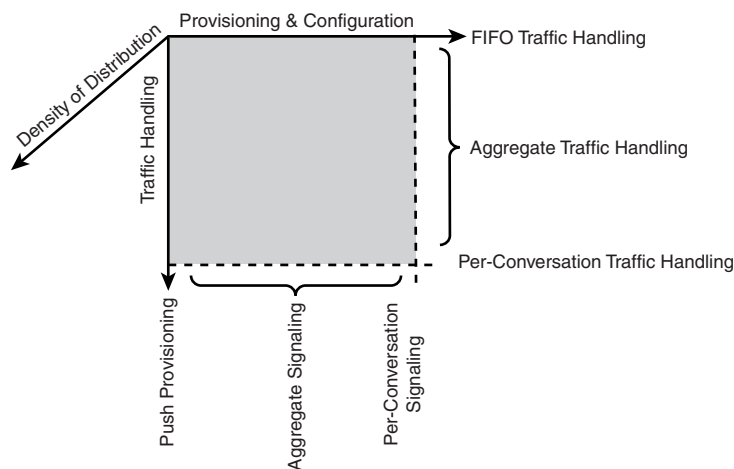 Provisioning & Configuration
FIFO Traffic Handling
Density of Distribution
Traffic Handling
Aggregate Traffic Handling
Per-Conversation Traffic Handling
Push Provisioning
Aggregate Signaling
Per-Conversation
Signaling